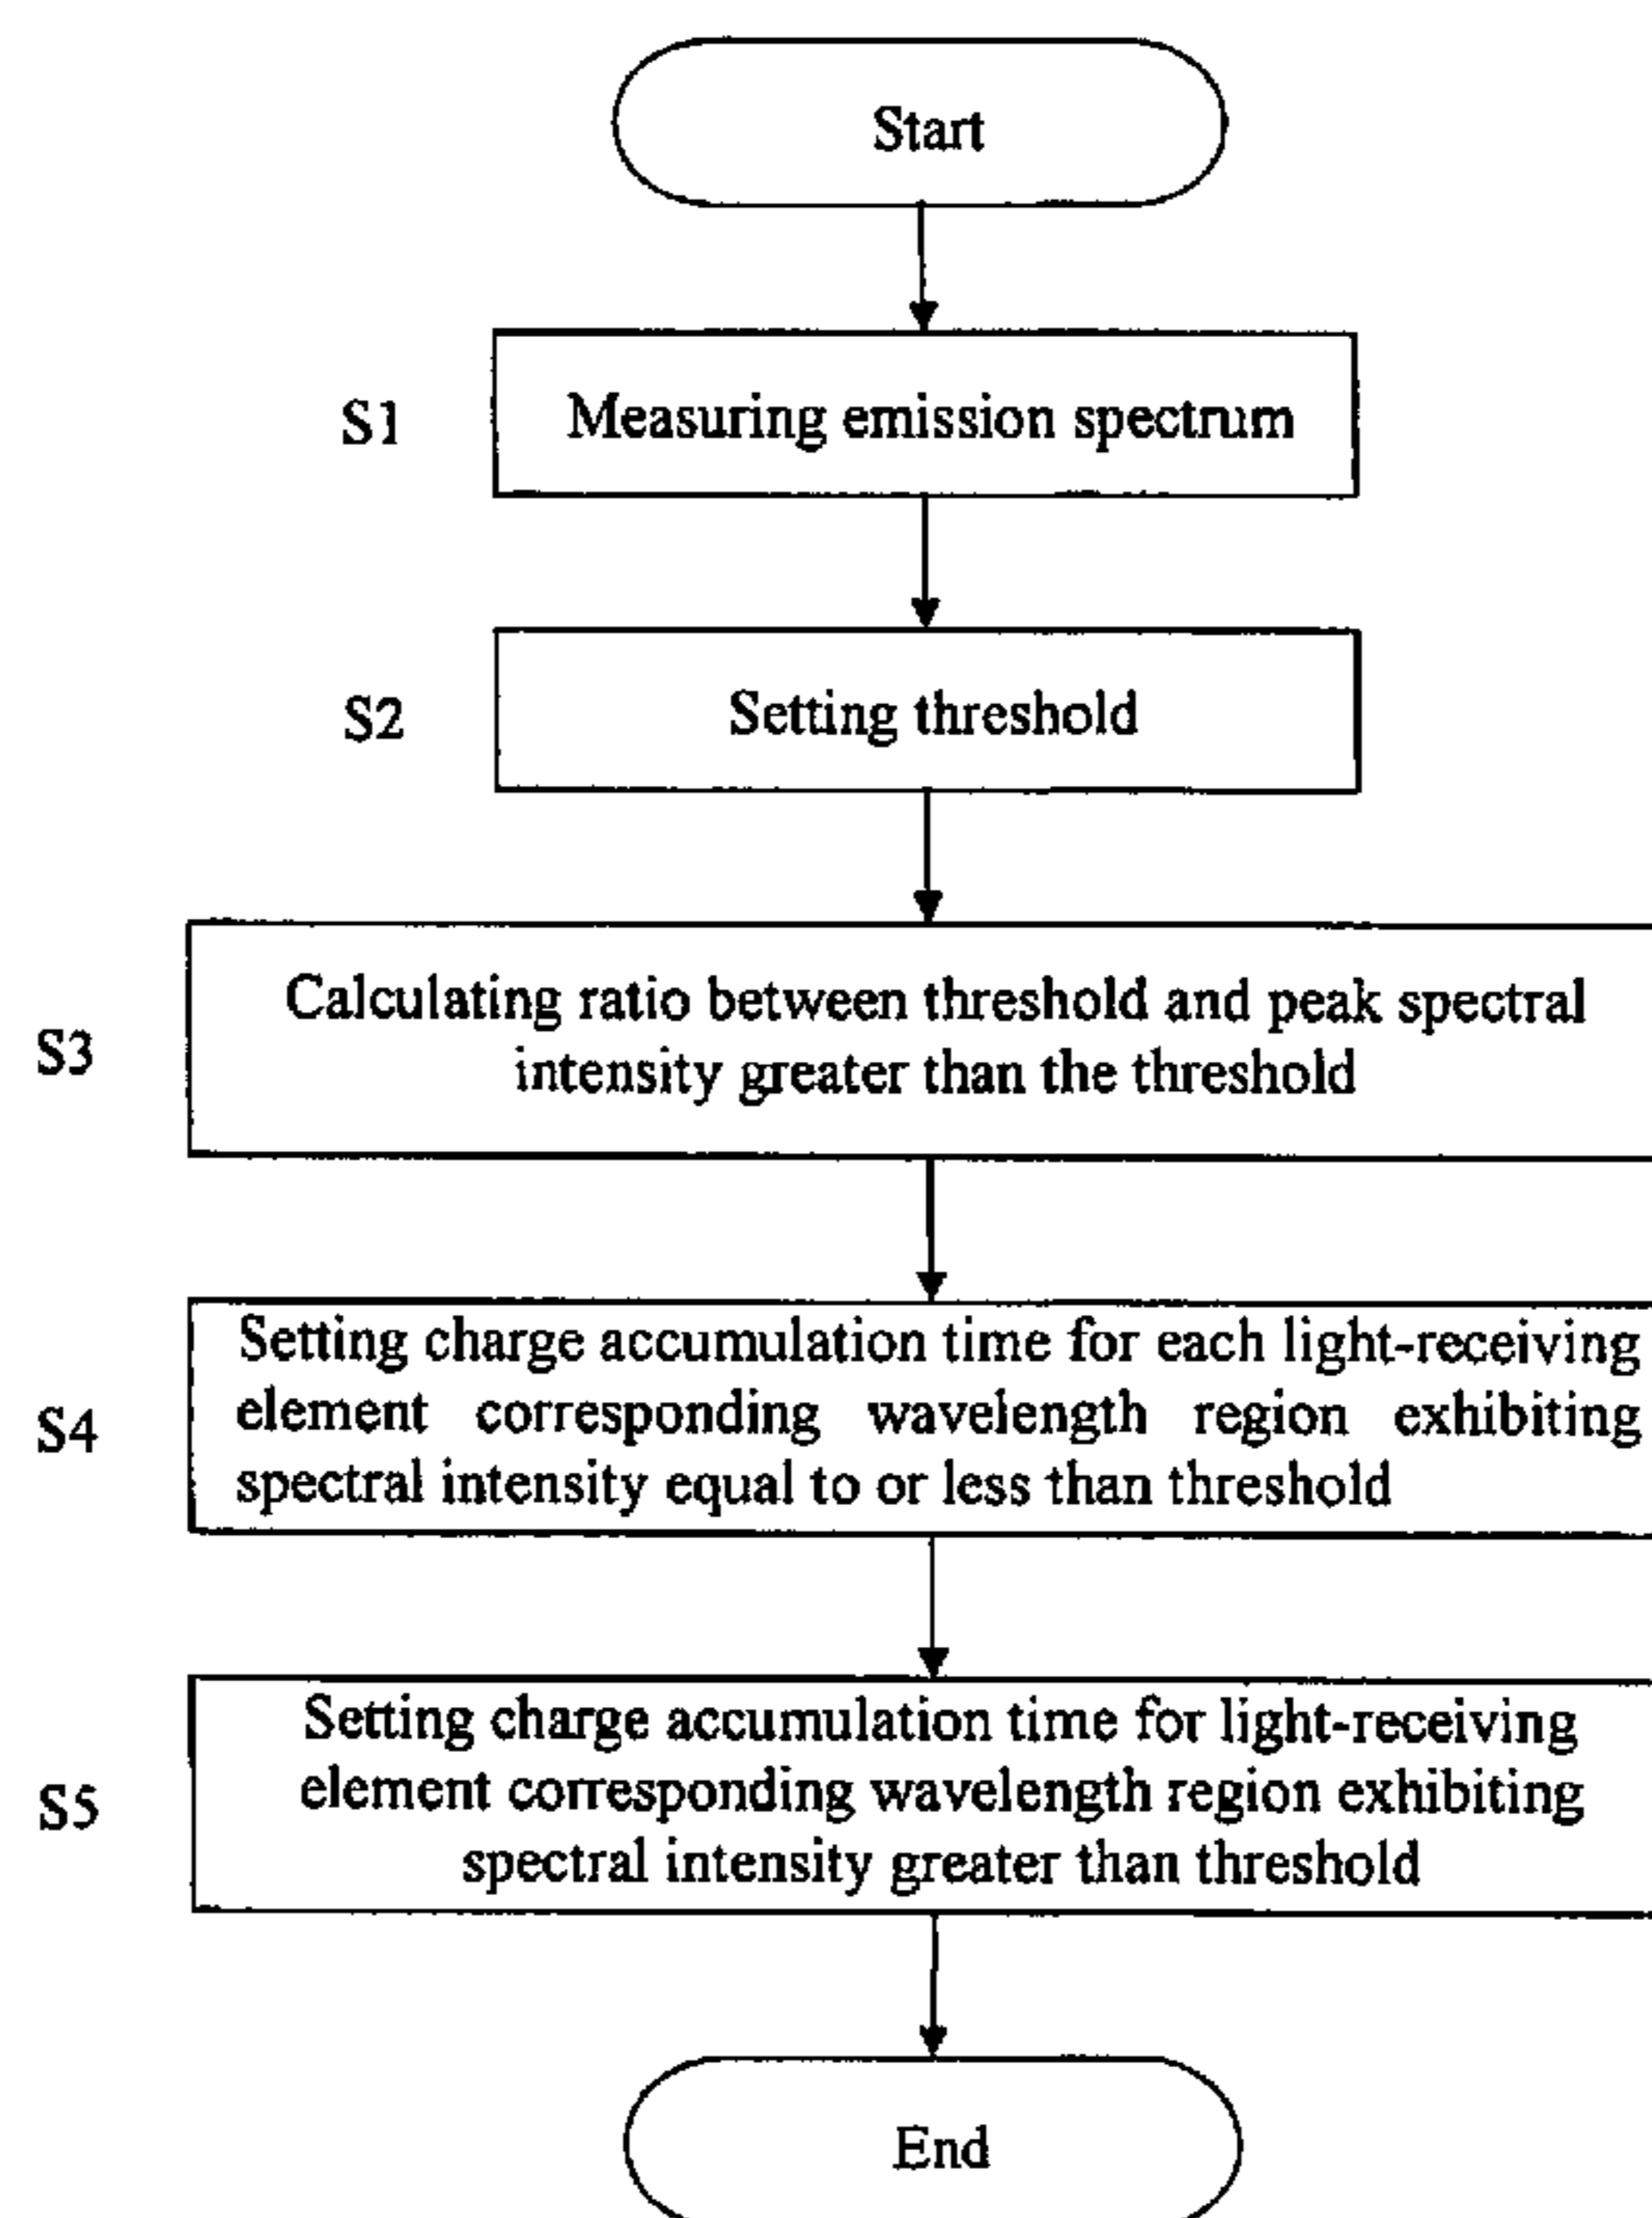 Start
S1
Measuring emission spectrum
S2
Setting threshold
S3
Calculating ratio between threshold and peak spectral
intensity greater than the threshold
S4
Setting charge accumulation time for each light-receiving
element corresponding wavelength region exhibiting
spectral intensity equal to or less than threshold
S5
Setting charge accumulation time for light-receiving
element corresponding wavelength region exhibiting
spectral intensity greater than threshold
End